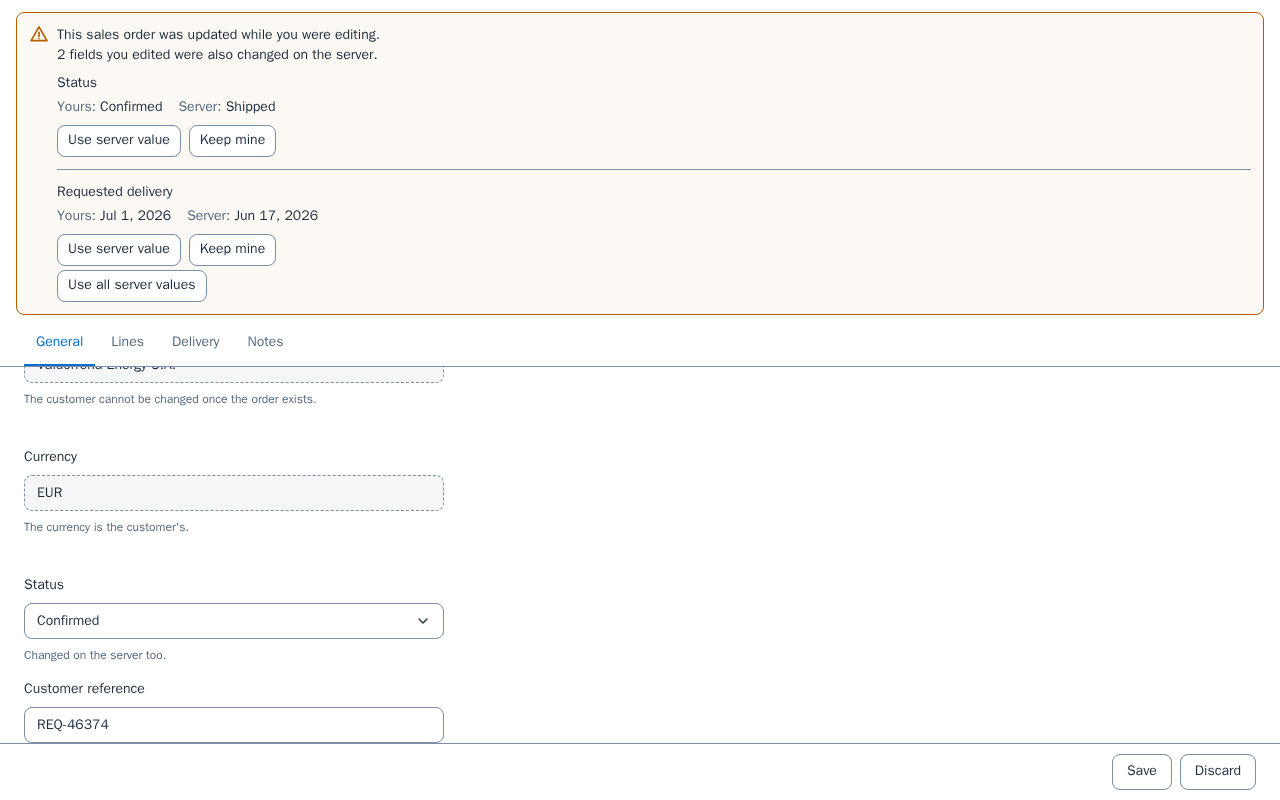 This sales order was updated while you were editing.
2 fields you edited were also changed on the server.
Status
Yours: Confirmed Server: Shipped
Use server value Keep mine
Requested delivery
Yours: Jul 1, 2026 Server: Jun 17, 2026
Use server value Keep mine
Use all server values
General Lines Delivery Notes
The customer cannot be changed once the order exists.
Currency
EUR
The currency is the customer's.
Status
Confirmed
Changed on the server too.
Customer reference
REQ-46374
Save Discard